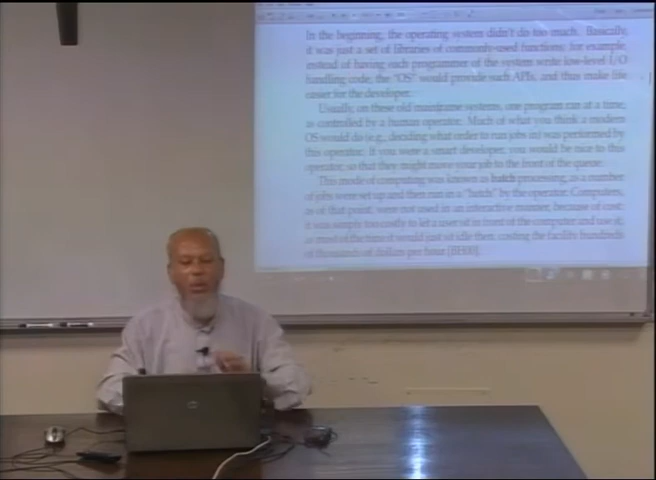 In the beginning, the operating system didn't do too much. Basically,
it was just a set of libraries of commonly-used functions; for example,
instead of having each programmer of the system write low-level I/O
handling code, the "OS" would provide such APIs, and thus make life
easier for the developer.
Usually, on these old mainframe systems, one program ran at a time,
as controlled by a human operator. Much of what you think a modern
OS would do (e.g., deciding what order to run jobs in) was performed by
this operator. If you were a smart developer, you would be nice to this
operator, so that they might move your job to the front of the queue.
This mode of computing was known as batch processing, as a number
of jobs were set up and then run in a "batch" by the operator. Computers,
as of that point, were not used in an interactive manner, because of cost:
it was simply too costly to let a user sit in front of the computer and use it,
as most of the time it would just sit idle then, costing the facility hundreds
of thousands of dollars per hour [BH00].
hp